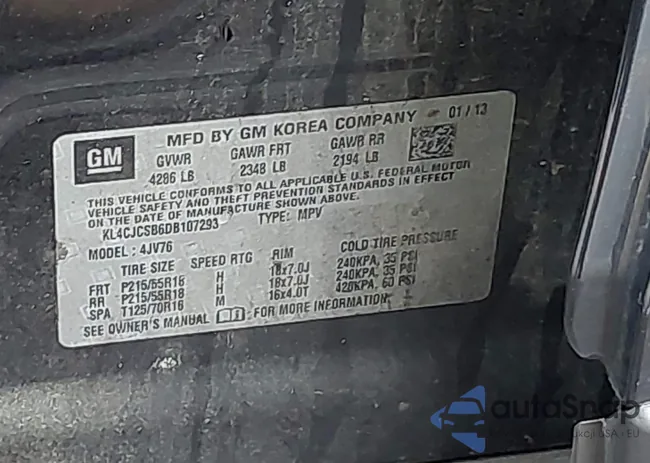 GM
MFD BY GM KOREA COMPANY 01/13
GVWR GAWR FRT GAWR RR
4286 LB 2348 LB 2194 LB
THIS VEHICLE CONFORMS TO ALL APPLICABLE U.S. FEDERAL MOTOR
VEHICLE SAFETY AND THEFT PREVENTION STANDARDS IN EFFECT
ON THE DATE OF MANUFACTURE SHOWN ABOVE.
KL4CJCSB6DB107293 TYPE: MPV
MODEL: 4JV76
TIRE SIZE SPEED RTG RIM COLD TIRE PRESSURE
FRT P215/55R18 H 18x7.0J 240KPA, 35 PSI
RR P215/55R18 H 18x7.0J 240KPA, 35 PSI
SPA T125/70R16 M 16x4.0T 420KPA, 60 PSI
SEE OWNER'S MANUAL FOR MORE INFORMATION
autoSnap
USA - EU